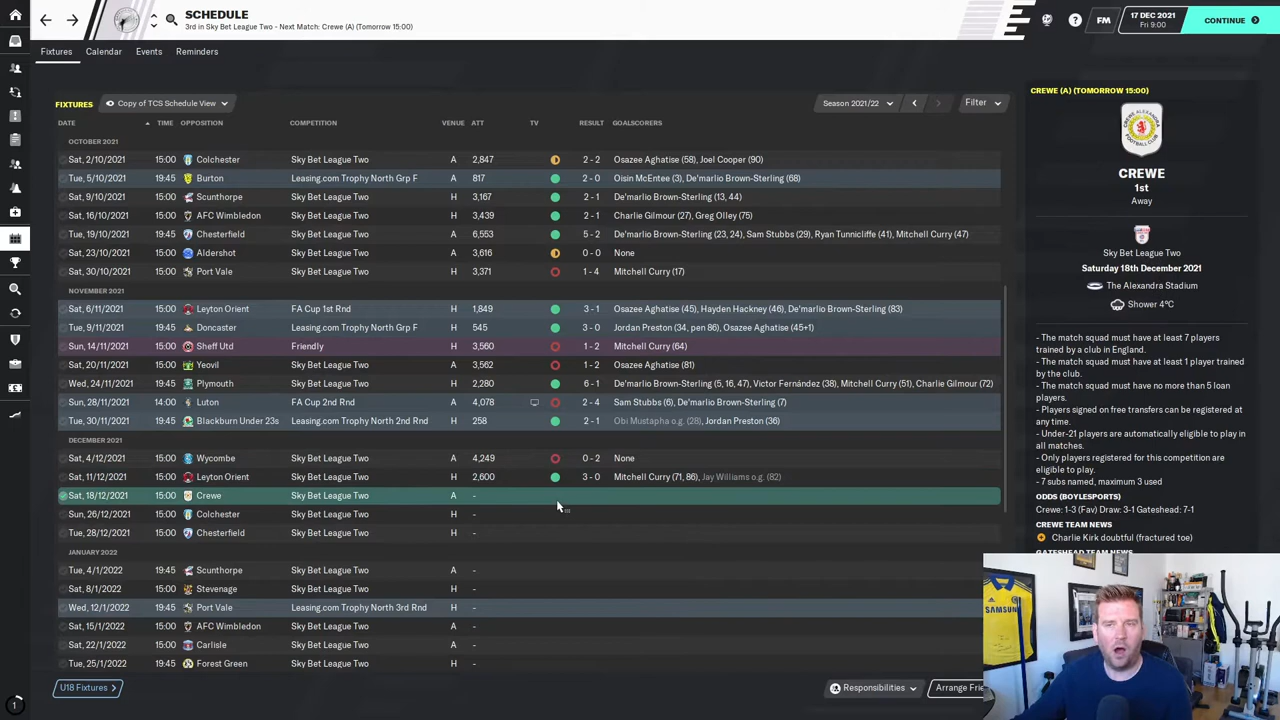 SCHEDULE
3rd in Sky Bet League Two - Next Match: Crewe (A) (Tomorrow 15:00)
FM
17 DEC 2021
Fri 9:00
CONTINUE
Fixtures Calendar Events Reminders
FIXTURES Copy of TCS Schedule View Season 2021/22 Filter
DATE TIME OPPOSITION COMPETITION VENUE ATT TV RESULT GOALSCORERS
OCTOBER 2021
Sat, 2/10/2021 15:00 Colchester Sky Bet League Two A 2,847 2 - 2 Osazee Aghatise (58), Joel Cooper (90)
Tue, 5/10/2021 19:45 Burton Leasing.com Trophy North Grp F A 817 2 - 0 Oisin McEntee (3), De'marlio Brown-Sterling (68)
Sat, 9/10/2021 15:00 Scunthorpe Sky Bet League Two H 3,167 2 - 1 De'marlio Brown-Sterling (13, 44)
Sat, 16/10/2021 15:00 AFC Wimbledon Sky Bet League Two A 3,439 2 - 1 Charlie Gilmour (27), Greg Olley (75)
Tue, 19/10/2021 19:45 Chesterfield Sky Bet League Two A 6,553 5 - 2 De'marlio Brown-Sterling (23, 24), Sam Stubbs (29), Ryan Tunnicliffe (41), Mitchell Curry (47)
Sat, 23/10/2021 15:00 Aldershot Sky Bet League Two A 3,616 0 - 0 None
Sat, 30/10/2021 15:00 Port Vale Sky Bet League Two H 3,371 1 - 4 Mitchell Curry (17)
NOVEMBER 2021
Sat, 6/11/2021 15:00 Leyton Orient FA Cup 1st Rnd A 1,849 3 - 1 Osazee Aghatise (45), Hayden Hackney (46), De'marlio Brown-Sterling (83)
Tue, 9/11/2021 19:45 Doncaster Leasing.com Trophy North Grp F H 545 3 - 0 Jordan Preston (34, pen 86), Osazee Aghatise (45+1)
Sun, 14/11/2021 15:00 Sheff Utd Friendly H 3,560 1 - 2 Mitchell Curry (64)
Sat, 20/11/2021 15:00 Yeovil Sky Bet League Two A 3,563 1 - 2 Osazee Aghatise (81)
Wed, 24/11/2021 19:45 Plymouth Sky Bet League Two H 2,280 6 - 1 De'marlio Brown-Sterling (5, 16, 47), Victor Fernández (38), Mitchell Curry (51), Charlie Gilmour (72)
Sun, 28/11/2021 14:00 Luton FA Cup 2nd Rnd A 4,078 2 - 4 Sam Stubbs (6), De'marlio Brown-Sterling (7)
Tue, 30/11/2021 19:45 Blackburn Under 23s Leasing.com Trophy North 2nd Rnd H 258 2 - 1 Obi Mustapha o.g. (28), Jordan Preston (36)
DECEMBER 2021
Sat, 4/12/2021 15:00 Wycombe Sky Bet League Two A 4,249 0 - 2 None
Sat, 11/12/2021 15:00 Leyton Orient Sky Bet League Two H 2,600 3 - 0 Mitchell Curry (71, 86), Jay Williams o.g. (82)
Sat, 18/12/2021 15:00 Crewe Sky Bet League Two A -
Sun, 26/12/2021 15:00 Colchester Sky Bet League Two H -
Tue, 28/12/2021 15:00 Chesterfield Sky Bet League Two H -
JANUARY 2022
Tue, 4/1/2022 19:45 Scunthorpe Sky Bet League Two A -
Sat, 8/1/2022 15:00 Stevenage Sky Bet League Two H -
Wed, 12/1/2022 19:45 Port Vale Leasing.com Trophy North 3rd Rnd H -
Sat, 15/1/2022 15:00 AFC Wimbledon Sky Bet League Two H -
Sat, 22/1/2022 15:00 Carlisle Sky Bet League Two A -
Tue, 25/1/2022 19:45 Forest Green Sky Bet League Two H -
U18 Fixtures Responsibilities Arrange Frie
CREWE (A) (TOMORROW 15:00)
CREWE
1st
Away
Sky Bet League Two
Saturday 18th December 2021
The Alexandra Stadium
Shower 4°C
- The match squad must have at least 7 players
trained by a club in England.
- The match squad must have at least 1 player trained
by the club.
- The match squad must have no more than 5 loan
players.
- Players signed on free transfers can be registered at
any time.
- Under-21 players are automatically eligible to play in
all matches.
- Only players registered for this competition are
eligible to play.
- 7 subs named, maximum 3 used
ODDS (BOYLESPORTS)
Crewe: 1-3 (Fav) Draw: 3-1 Gateshead: 7-1
CREWE TEAM NEWS
Charlie Kirk doubtful (fractured toe)
GATESHEAD TEAM NEWS
SAMSUNG